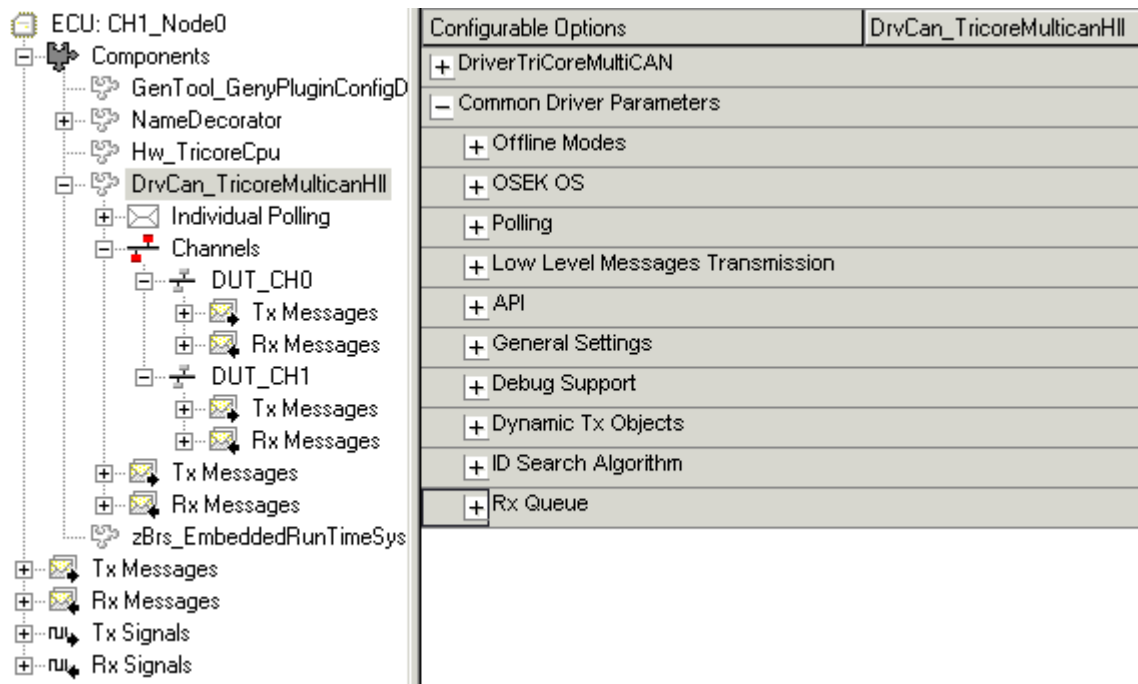 ECU: CH1_Node0
Components
GenTool_GenyPluginConfigD
NameDecorator
Hw_TricoreCpu
DrvCan_TricoreMulticanHll
Individual Polling
Channels
DUT_CH0
Tx Messages
Rx Messages
DUT_CH1
Tx Messages
Rx Messages
Tx Messages
Rx Messages
zBrs_EmbeddedRunTimeSys
Tx Messages
Rx Messages
Tx Signals
Rx Signals
Configurable Options DrvCan_TricoreMulticanHll
DriverTriCoreMultiCAN
Common Driver Parameters
Offline Modes
OSEK OS
Polling
Low Level Messages Transmission
API
General Settings
Debug Support
Dynamic Tx Objects
ID Search Algorithm
Rx Queue